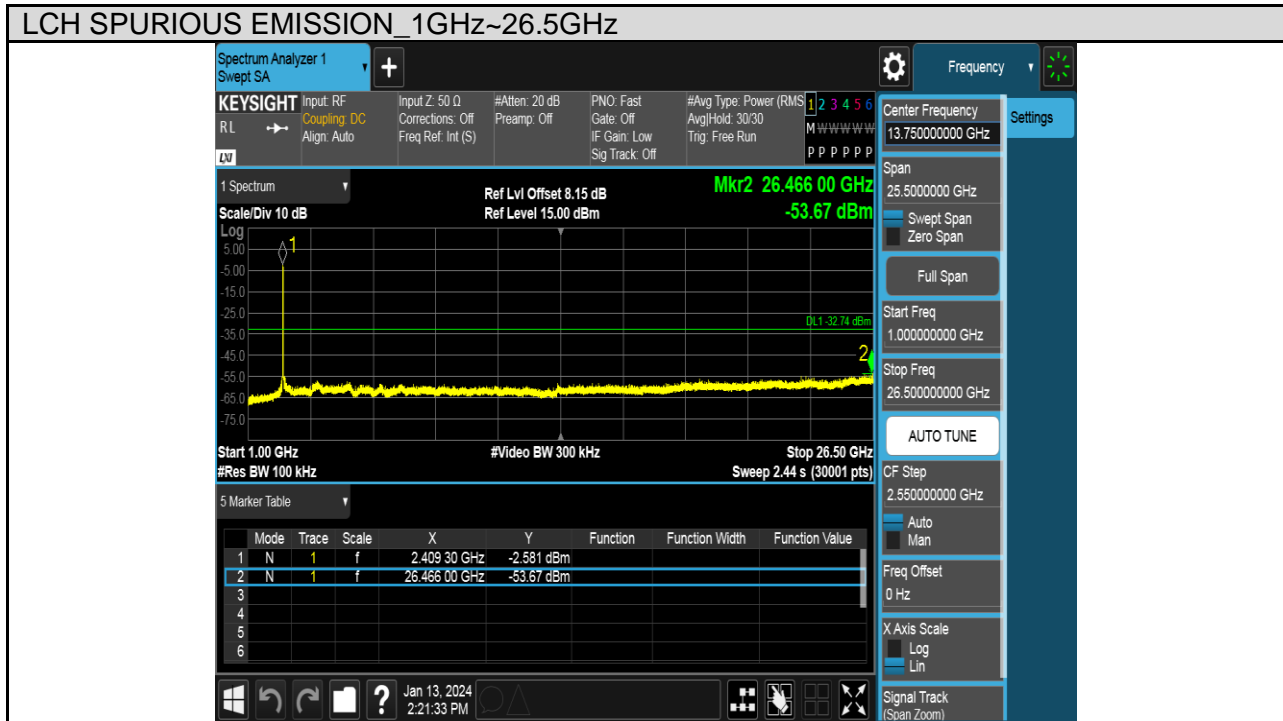 LCH SPURIOUS EMISSION_1GHz~26.5GHz
Spectrum Analyzer 1
Swept SA
+
Frequency
KEYSIGHT Input: RF Input Z: 50 Ω #Atten: 20 dB PNO: Fast #Avg Type: Power (RMS 1 2 3 4 5 6
RL Coupling: DC Corrections: Off Preamp: Off Gate: Off Avg|Hold: 30/30 M W W W W W
Align: Auto Freq Ref: Int (S) IF Gain: Low Trig: Free Run
LXI Sig Track: Off P P P P P P
1 Spectrum Ref Lvl Offset 8.15 dB Mkr2 26.466 00 GHz
Scale/Div 10 dB Ref Level 15.00 dBm -53.67 dBm
Log
5.00
1
-5.00
-15.0
-25.0
DL1 -32.74 dBm
-35.0
-45.0
2
-55.0
-65.0
-75.0
Start 1.00 GHz #Video BW 300 kHz Stop 26.50 GHz
#Res BW 100 kHz Sweep 2.44 s (30001 pts)
5 Marker Table
Mode Trace Scale X Y Function Function Width Function Value
1 N 1 f 2.409 30 GHz -2.581 dBm
2 N 1 f 26.466 00 GHz -53.67 dBm
3
4
5
6
? Jan 13, 2024
2:21:33 PM
Center Frequency
13.75000000 GHz
Settings
Span
25.5000000 GHz
Swept Span
Zero Span
Full Span
Start Freq
1.000000000 GHz
Stop Freq
26.500000000 GHz
AUTO TUNE
CF Step
2.550000000 GHz
Auto
Man
Freq Offset
0 Hz
X Axis Scale
Log
Lin
Signal Track
(Span Zoom)